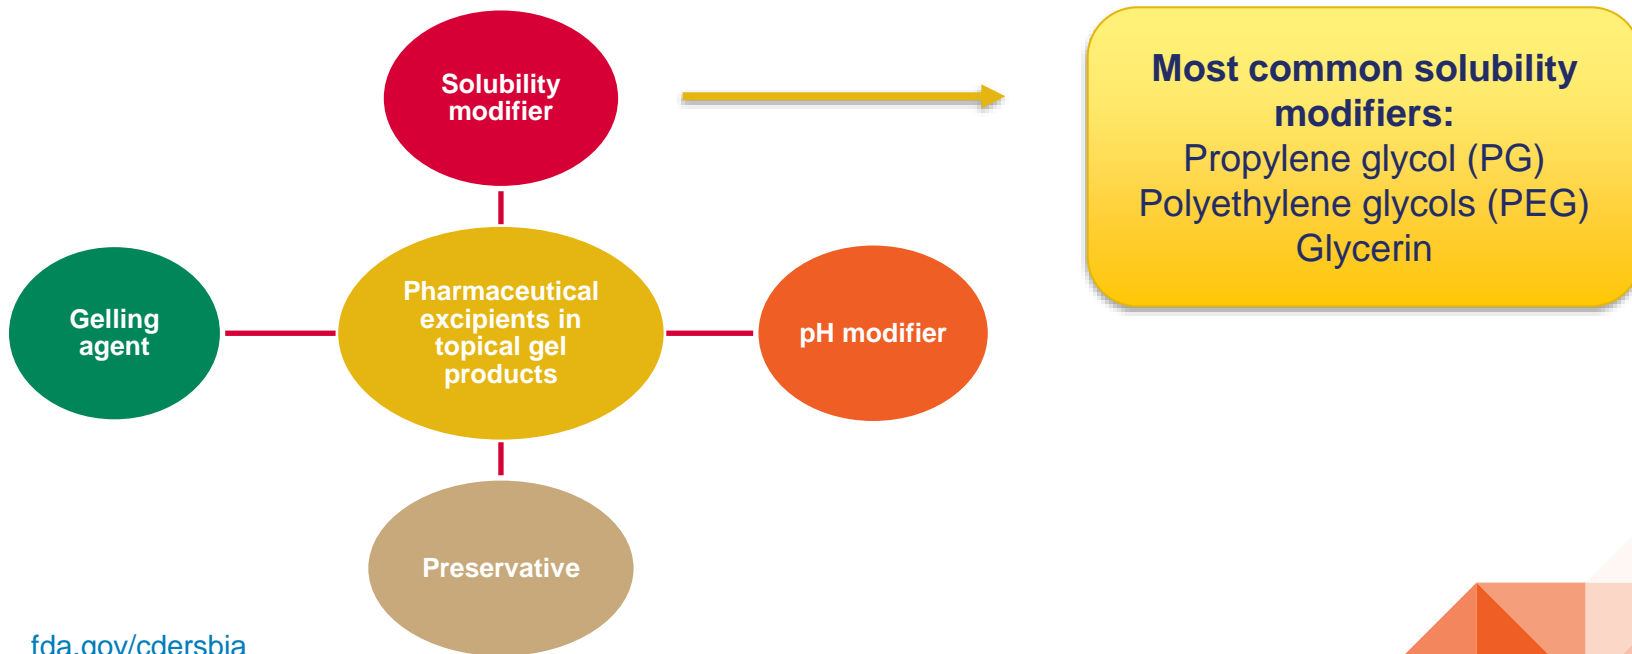 Solubility
modifier
Most common solubility
modifiers:
Propylene glycol (PG)
Polyethylene glycols (PEG)
Glycerin
Gelling
agent
Pharmaceutical
excipients in
topical gel
products
pH modifier
Preservative
fda.gov/cdersbia